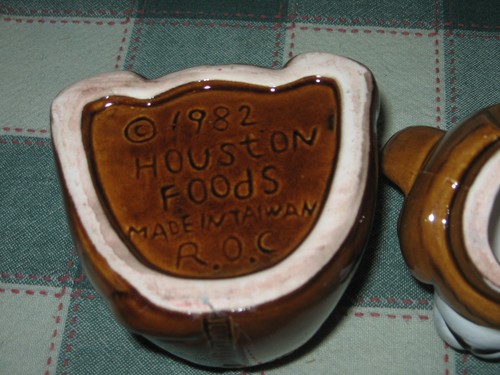 © 1982
HOUStON
FOOdS
MADE IN TAIWAN
R.O.C